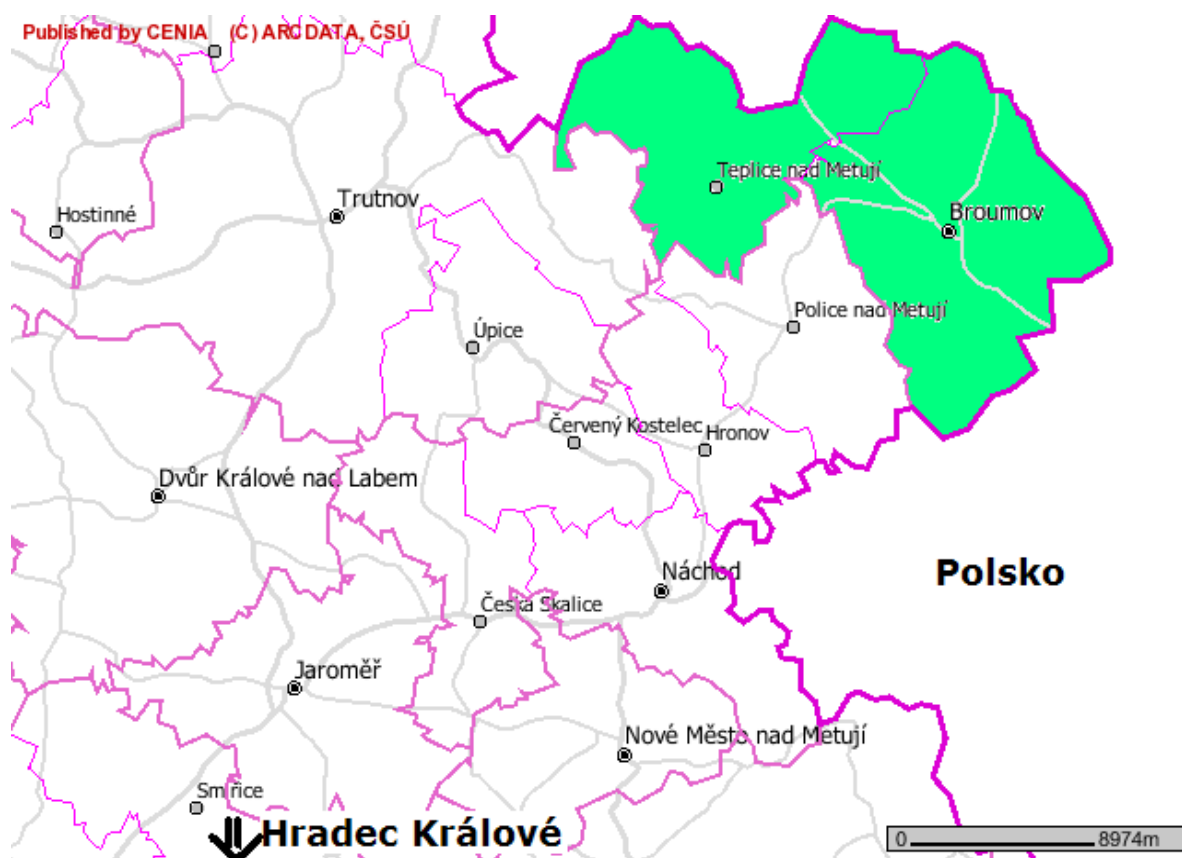 Published by CENIA (C) ARCDATA, ČSÚ
Teplice nad Metují
Trutnov
Hostinné
Broumov
Police nad Metují
Úpice
Červený Kostelec
Hronov
Dvůr Králové nad Labem
Polsko
Náchod
Česká Skalice
Jaroměř
Nové Město nad Metují
Smiřice
Hradec Králové
0 8974m